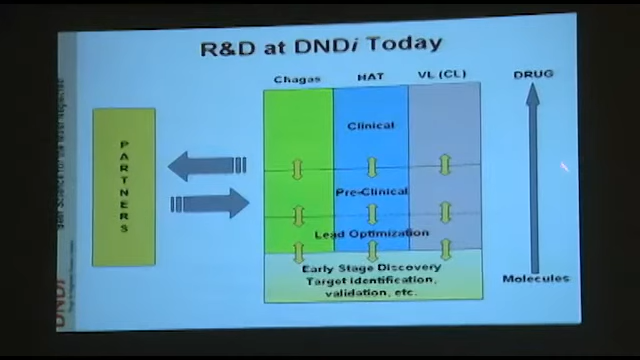 R&D at DNDi Today
Chagas HAT VL (CL) DRUG
PARTNERS
Clinical
Pre-Clinical
Lead Optimization
Early Stage Discovery
Target identification,
validation, etc.
Molecules
DNDi